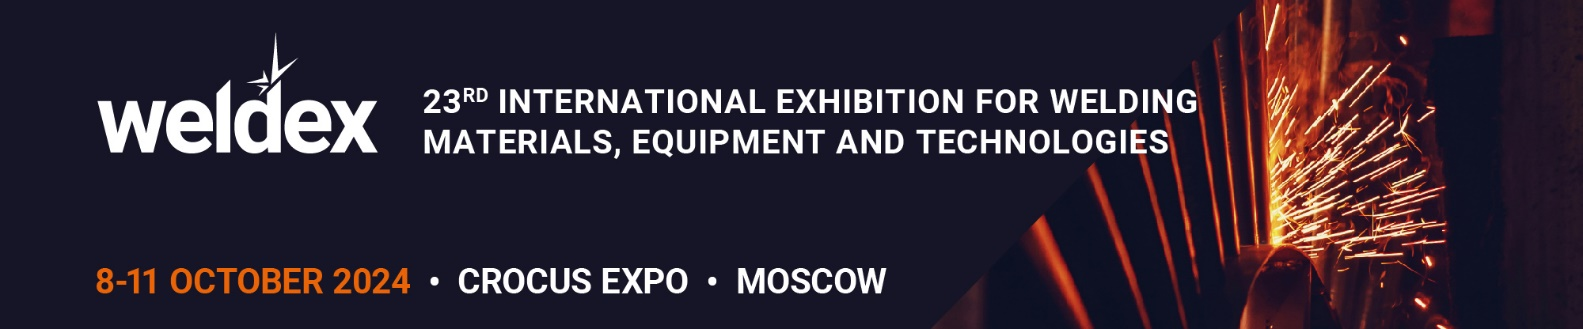 weldex
23RD INTERNATIONAL EXHIBITION FOR WELDING
MATERIALS, EQUIPMENT AND TECHNOLOGIES
8-11 OCTOBER 2024 • CROCUS EXPO • MOSCOW